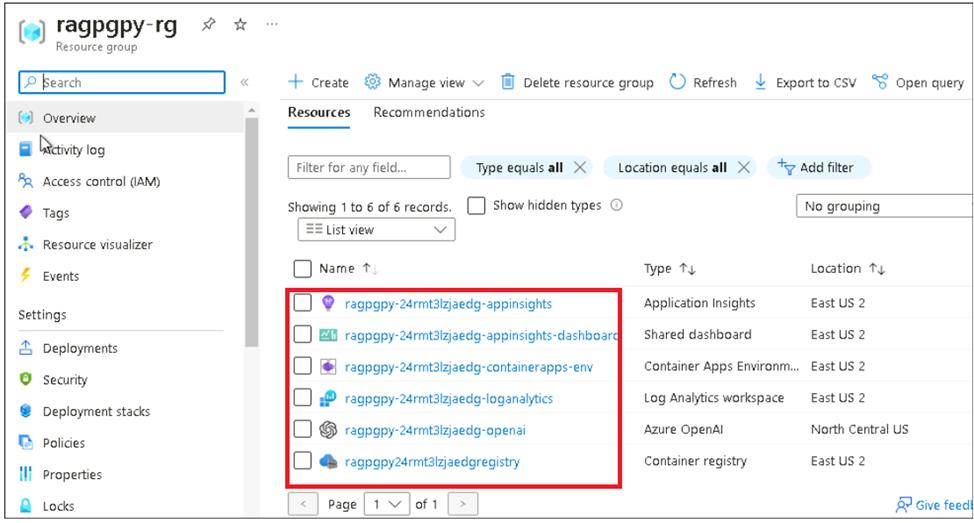 ragpgpy-rg
Resource group
Search
Create Manage view Delete resource group Refresh Export to CSV Open query
Overview
Activity log
Access control (IAM)
Tags
Resource visualizer
Events
Settings
Deployments
Security
Deployment stacks
Policies
Properties
Locks
Resources Recommendations
Filter for any field... Type equals all Location equals all Add filter
Showing 1 to 6 of 6 records. Show hidden types No grouping
List view
Name Type Location
ragpgpy-24rmt3lzjaedg-appinsights Application Insights East US 2
ragpgpy-24rmt3lzjaedg-appinsights-dashboard Shared dashboard East US 2
ragpgpy-24rmt3lzjaedg-containerapps-env Container Apps Environm... East US 2
ragpgpy-24rmt3lzjaedg-loganalytics Log Analytics workspace East US 2
ragpgpy-24rmt3lzjaedg-openai Azure OpenAI North Central US
ragpgpy24rmt3lzjaedgregistry Container registry East US 2
Page 1 of 1
Give feedb